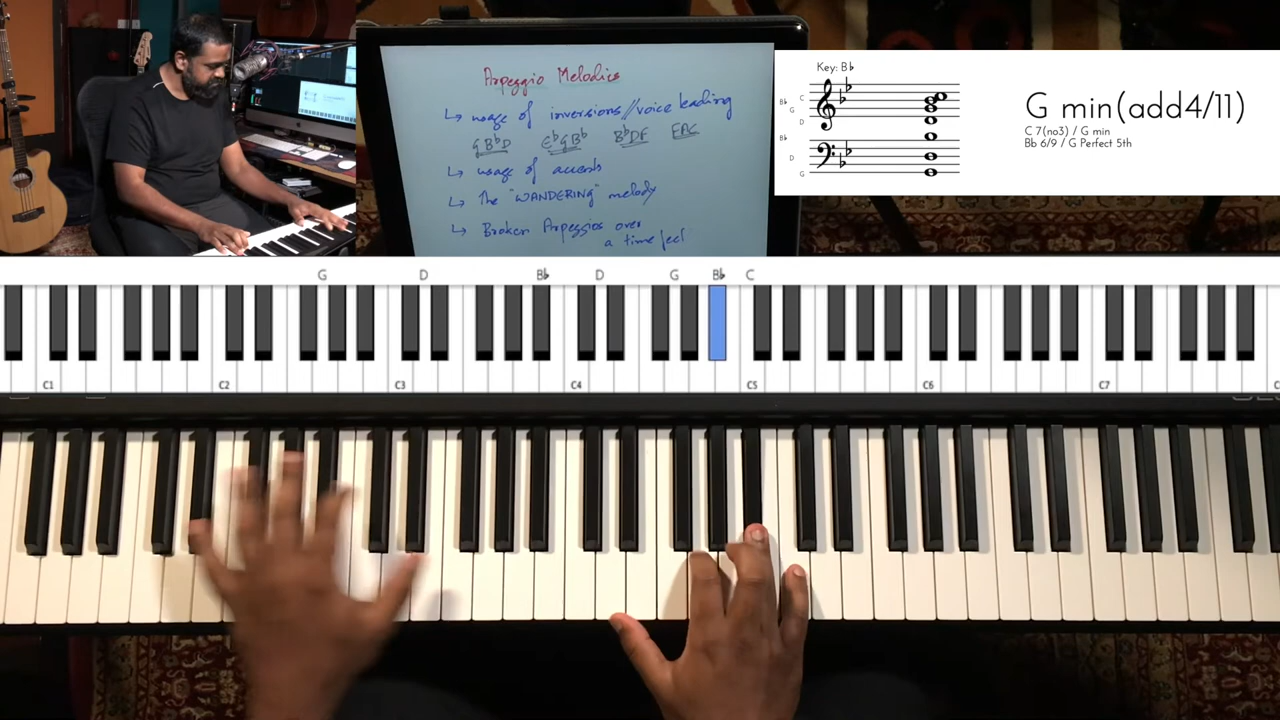 Arpeggio Melodies
↳ usage of inversions//voice leading
GB♭D E♭GB♭ B♭DF FAC
↳ usage of accents
↳ The "WANDERING" melody
↳ Broken Arpeggios over
a time feel
Key: B♭
C
B♭
G
D
B♭
D
G
G min(add4/11)
C 7(no3) / G min
Bb 6/9 / G Perfect 5th
G D B♭ D G B♭ C
C1 C2 C3 C4 C5 C6 C7